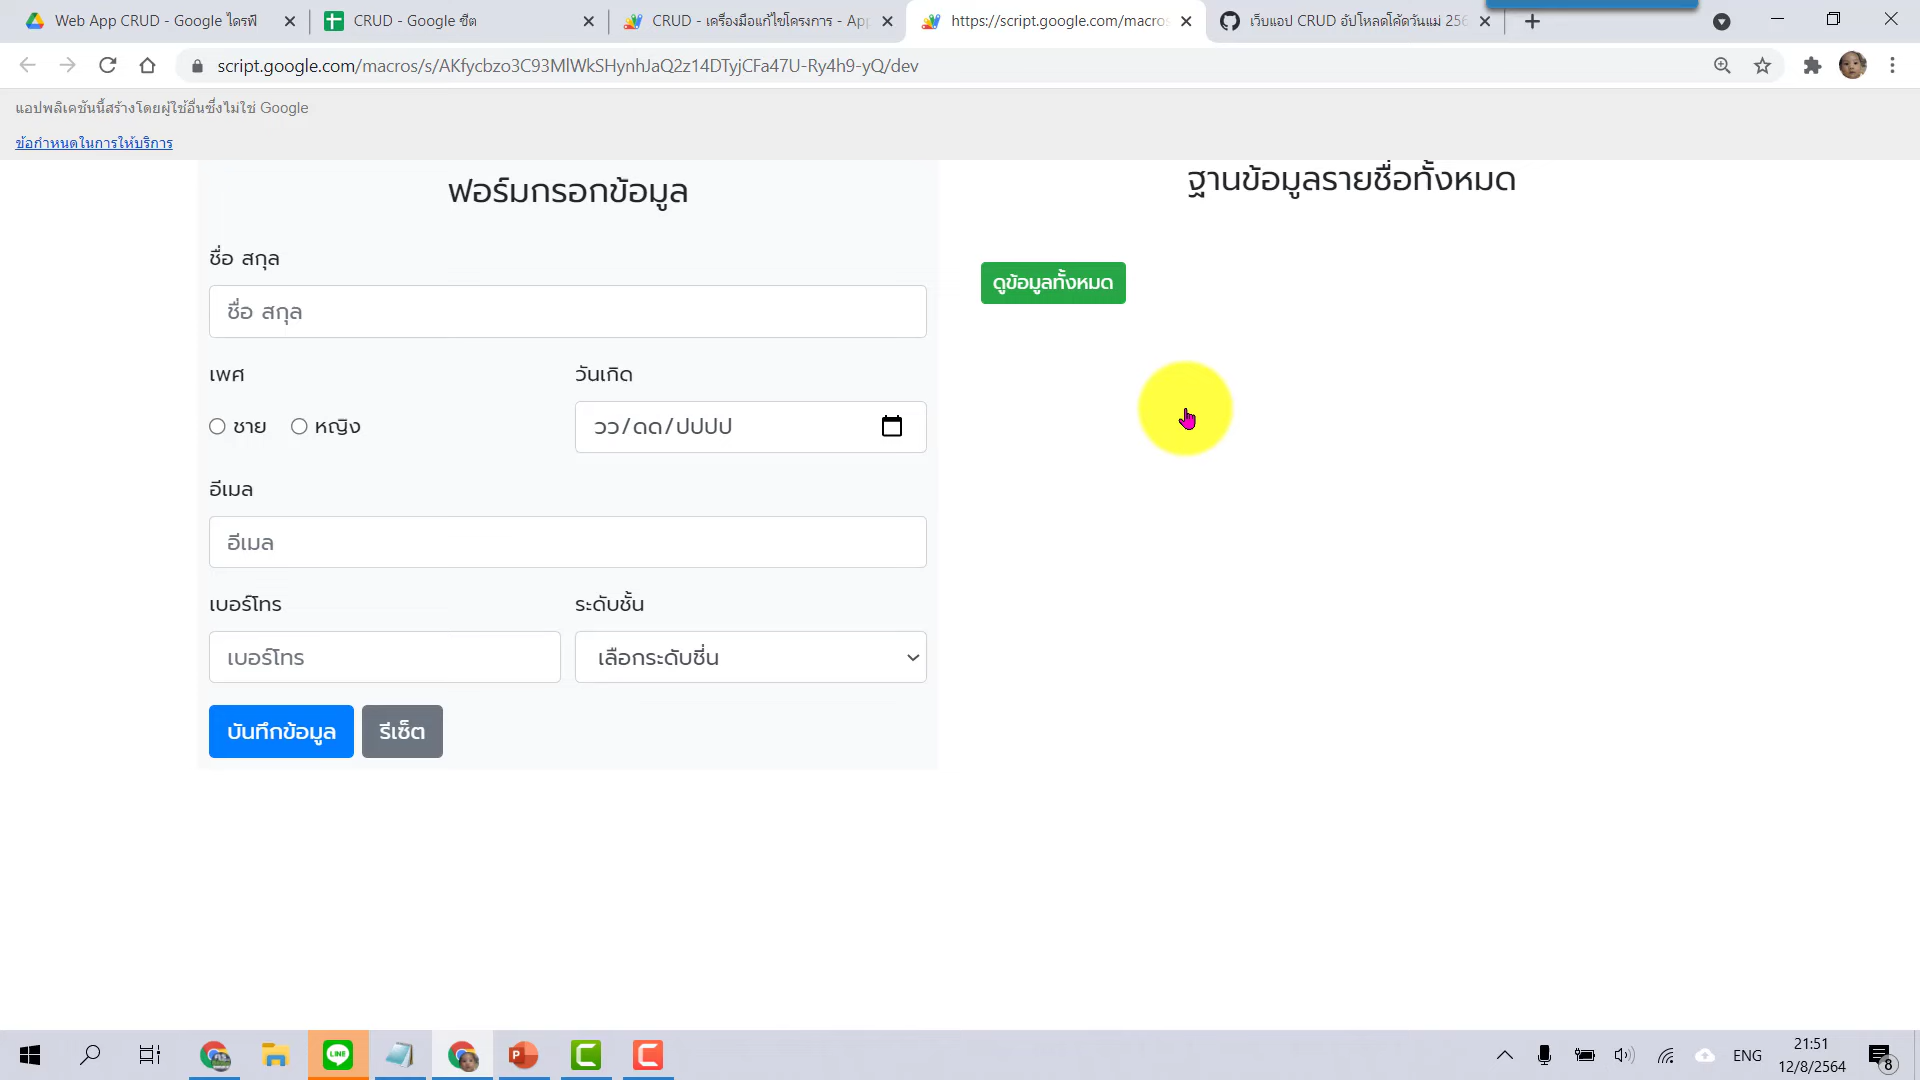 Web App CRUD - Google ไดรฟ์
CRUD - Google ชีต
CRUD - เครื่องมือแก้ไขโครงการ - App
https://script.google.com/macros
เว็บแอป CRUD อัปโหลดโค้ดวันแม่ 256
script.google.com/macros/s/AKfycbzo3C93MlWkSHynhJaQ2z14DTyjCFa47U-Ry4h9-yQ/dev
แอปพลิเคชันนี้สร้างโดยผู้ใช้อื่นซึ่งไม่ใช่ Google
ข้อกำหนดในการให้บริการ
ฟอร์มกรอกข้อมูล
ฐานข้อมูลรายชื่อทั้งหมด
ชื่อ สกุล
ชื่อ สกุล
ดูข้อมูลทั้งหมด
เพศ
วันเกิด
ชาย
หญิง
วว/ดด/ปปปป
อีเมล
อีเมล
เบอร์โทร
ระดับชั้น
เบอร์โทร
เลือกระดับชี่น
บันทึกข้อมูล
รีเซ็ต
LINE
ENG
21:51
12/8/2564
8